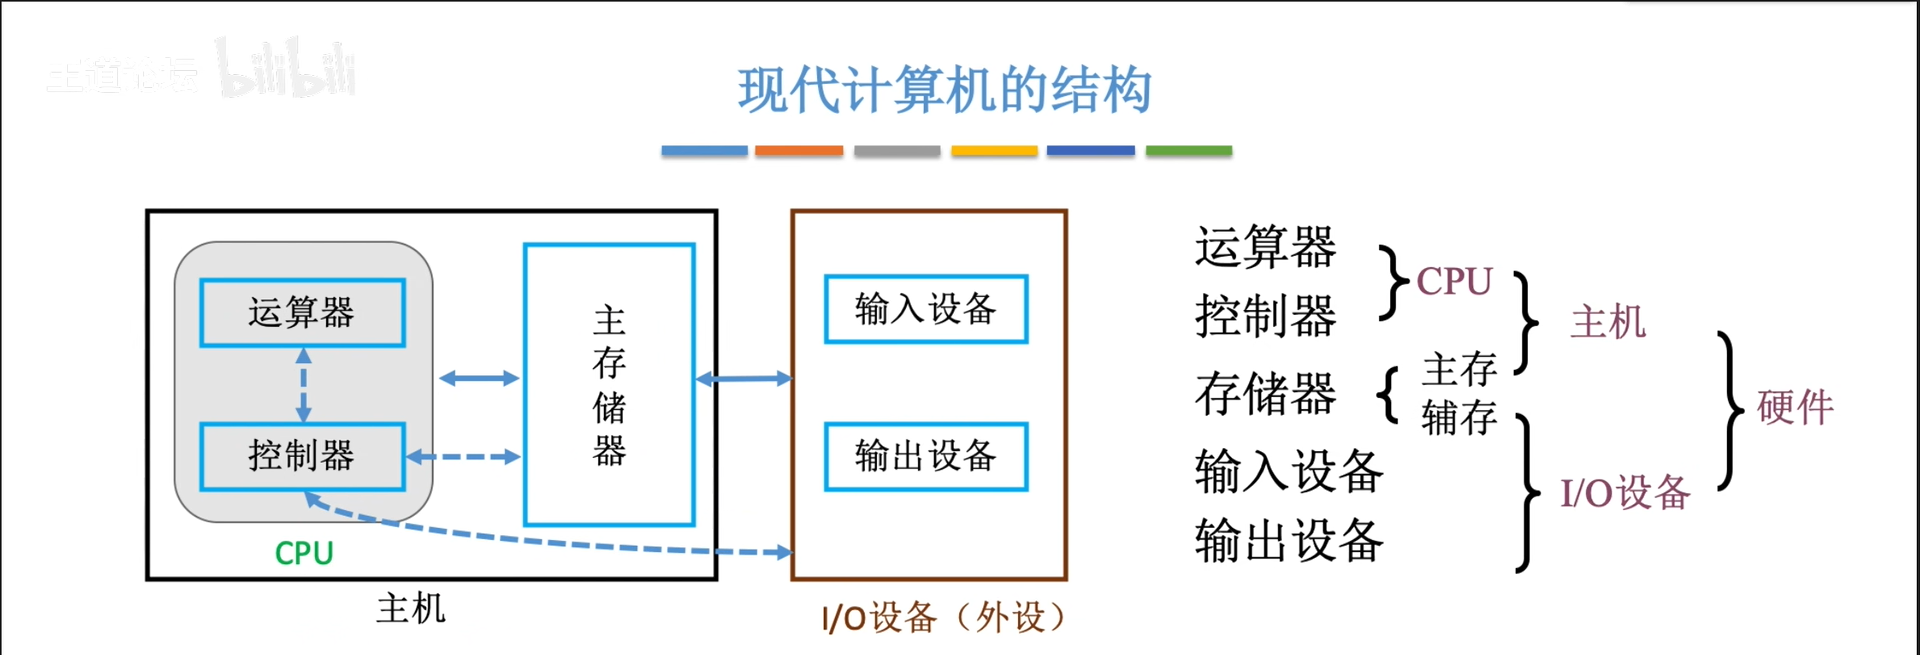 王道论坛 bilibili
现代计算机的结构
运算器
控制器
CPU
主存储器
主机
输入设备
输出设备
I/O设备（外设）
运算器
控制器
CPU
存储器
主存
辅存
主机
输入设备
输出设备
I/O设备
硬件